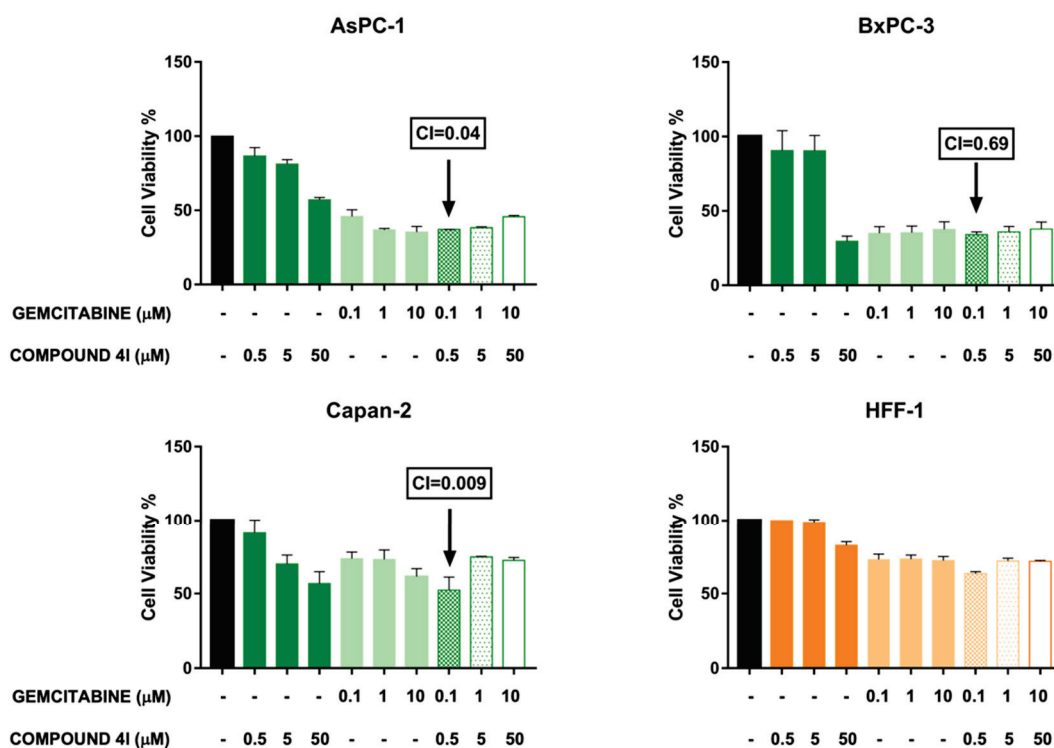 AsPC-1
Cell Viability %
150
100
50
0
CI=0.04
GEMCITABINE (μM) - - - - 0.1 1 10 0.1 1 10
COMPOUND 4I (μM) - 0.5 5 50 - - - 0.5 5 50
BxPC-3
Cell Viability %
150
100
50
0
CI=0.69
- - - - 0.1 1 10 0.1 1 10
- 0.5 5 50 - - - 0.5 5 50
Capan-2
Cell Viability %
150
100
50
0
CI=0.009
GEMCITABINE (μM) - - - - 0.1 1 10 0.1 1 10
COMPOUND 4I (μM) - 0.5 5 50 - - - 0.5 5 50
HFF-1
Cell Viability %
150
100
50
0
- - - - 0.1 1 10 0.1 1 10
- 0.5 5 50 - - - 0.5 5 50